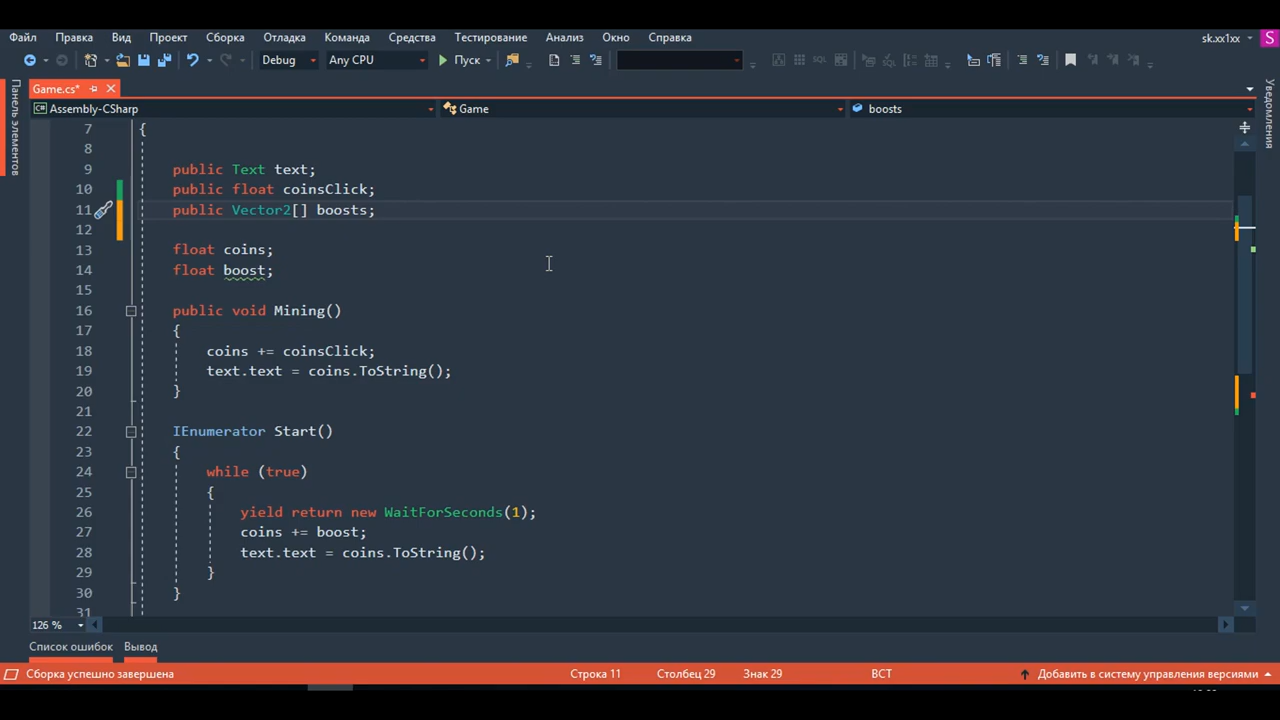 Файл Правка Вид Проект Сборка Отладка Команда Средства Тестирование Анализ Окно Справка sk.xx1xx S
Debug Any CPU Пуск
Game.cs*
Assembly-CSharp Game boosts
Панель элементов
Уведомления
7 {
8
9 public Text text;
10 public float coinsClick;
11 public Vector2[] boosts;
12
13 float coins;
14 float boost;
15
16 public void Mining()
17 {
18 coins += coinsClick;
19 text.text = coins.ToString();
20 }
21
22 IEnumerator Start()
23 {
24 while (true)
25 {
26 yield return new WaitForSeconds(1);
27 coins += boost;
28 text.text = coins.ToString();
29 }
30 }
31
126 %
Список ошибок Вывод
Сборка успешно завершена Строка 11 Столбец 29 Знак 29 ВСТ Добавить в систему управления версиями